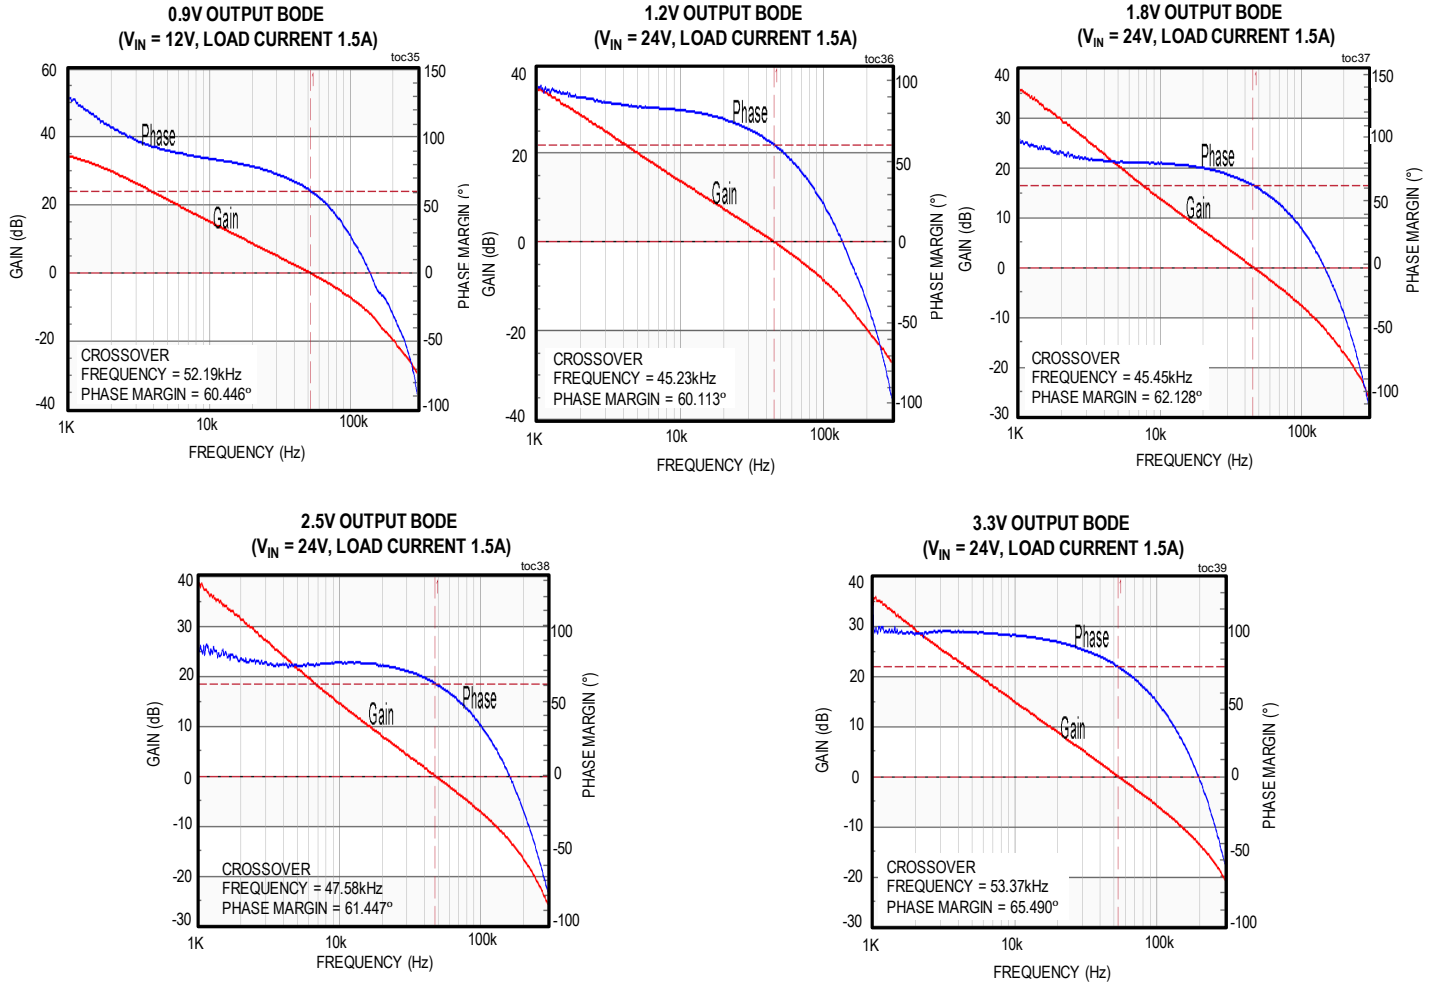 0.9V OUTPUT BODE
(VIN = 12V, LOAD CURRENT 1.5A)
toc35
60
40
20
0
-20
-40
GAIN (dB)
150
100
50
0
-50
-100
PHASE MARGIN (°)
Phase
Gain
CROSSOVER
FREQUENCY = 52.19kHz
PHASE MARGIN = 60.446º
1K
10k
100k
FREQUENCY (Hz)
1.2V OUTPUT BODE
(VIN = 24V, LOAD CURRENT 1.5A)
toc36
40
20
0
-20
-40
GAIN (dB)
100
50
0
-50
-100
PHASE MARGIN (°)
Phase
Gain
CROSSOVER
FREQUENCY = 45.23kHz
PHASE MARGIN = 60.113º
1K
10k
100k
FREQUENCY (Hz)
1.8V OUTPUT BODE
(VIN = 24V, LOAD CURRENT 1.5A)
toc37
40
30
20
10
0
-10
-20
-30
GAIN (dB)
150
100
50
0
-50
-100
PHASE MARGIN (°)
Phase
Gain
CROSSOVER
FREQUENCY = 45.45kHz
PHASE MARGIN = 62.128º
1K
10k
100k
FREQUENCY (Hz)
2.5V OUTPUT BODE
(VIN = 24V, LOAD CURRENT 1.5A)
toc38
40
30
20
10
0
-10
-20
-30
GAIN (dB)
100
50
0
-50
-100
PHASE MARGIN (°)
Phase
Gain
CROSSOVER
FREQUENCY = 47.58kHz
PHASE MARGIN = 61.447º
1K
10k
100k
FREQUENCY (Hz)
3.3V OUTPUT BODE
(VIN = 24V, LOAD CURRENT 1.5A)
toc39
40
30
20
10
0
-10
-20
-30
GAIN (dB)
100
50
0
-50
-100
PHASE MARGIN (°)
Phase
Gain
CROSSOVER
FREQUENCY = 53.37kHz
PHASE MARGIN = 65.490º
1K
10k
100k
FREQUENCY (Hz)